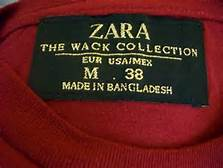 ZARA
THE WACK COLLECTION
EUR USA/MEX
M . 38
MADE IN BANGLADESH